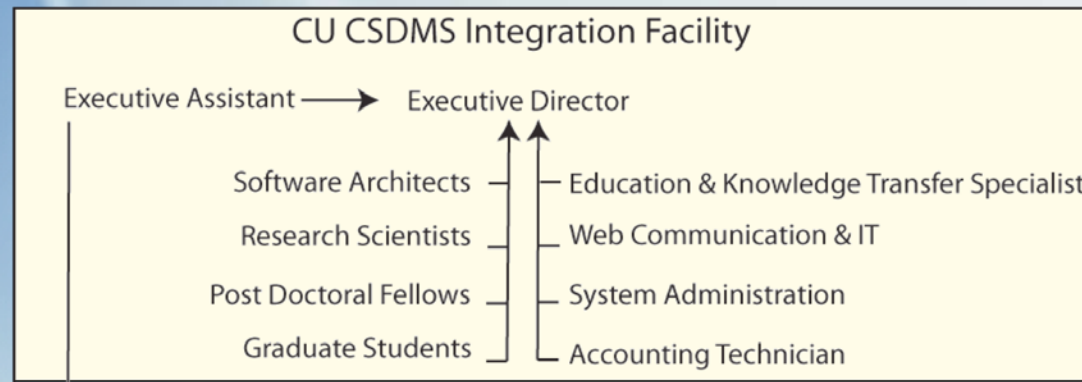 CU CSDMS Integration Facility
Executive Assistant
Executive Director
Software Architects
Education & Knowledge Transfer Specialist
Research Scientists
Web Communication & IT
Post Doctoral Fellows
System Administration
Graduate Students
Accounting Technician